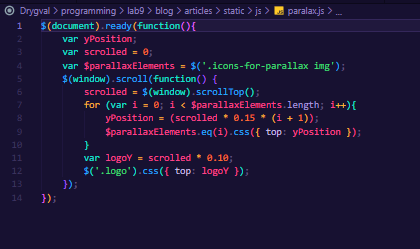 Drygval > programming > lab9 > blog > articles > static > js > paralax.js > ...
1 $(document).ready(function(){
2 var yPosition;
3 var scrolled = 0;
4 var $parallaxElements = $('.icons-for-parallax img');
5 $(window).scroll(function() {
6 scrolled = $(window).scrollTop();
7 for (var i = 0; i < $parallaxElements.length; i++){
8 yPosition = (scrolled * 0.15 * (i + 1));
9 $parallaxElements.eq(i).css({ top: yPosition });
10 }
11 var logoY = scrolled * 0.10;
12 $('.logo').css({ top: logoY });
13 });
14 });